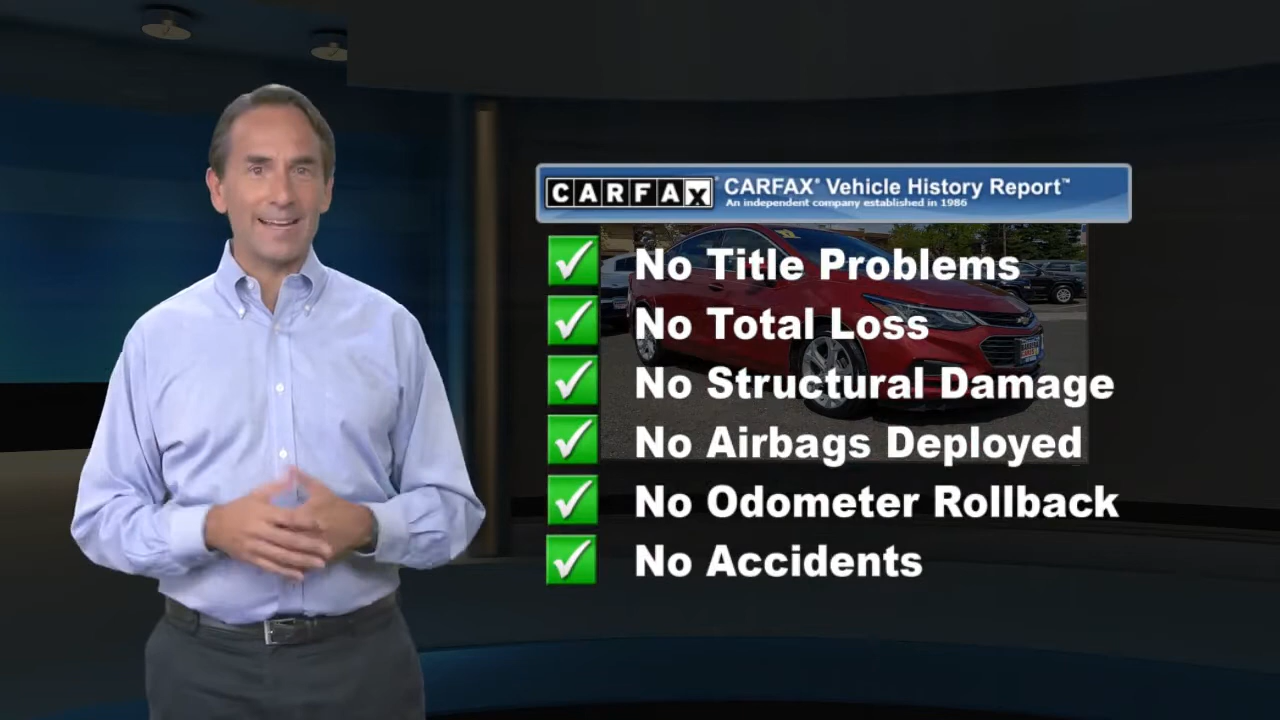 CARFAX® CARFAX® Vehicle History Report™
An independent company established in 1986
No Title Problems
No Total Loss
No Structural Damage
No Airbags Deployed
No Odometer Rollback
No Accidents